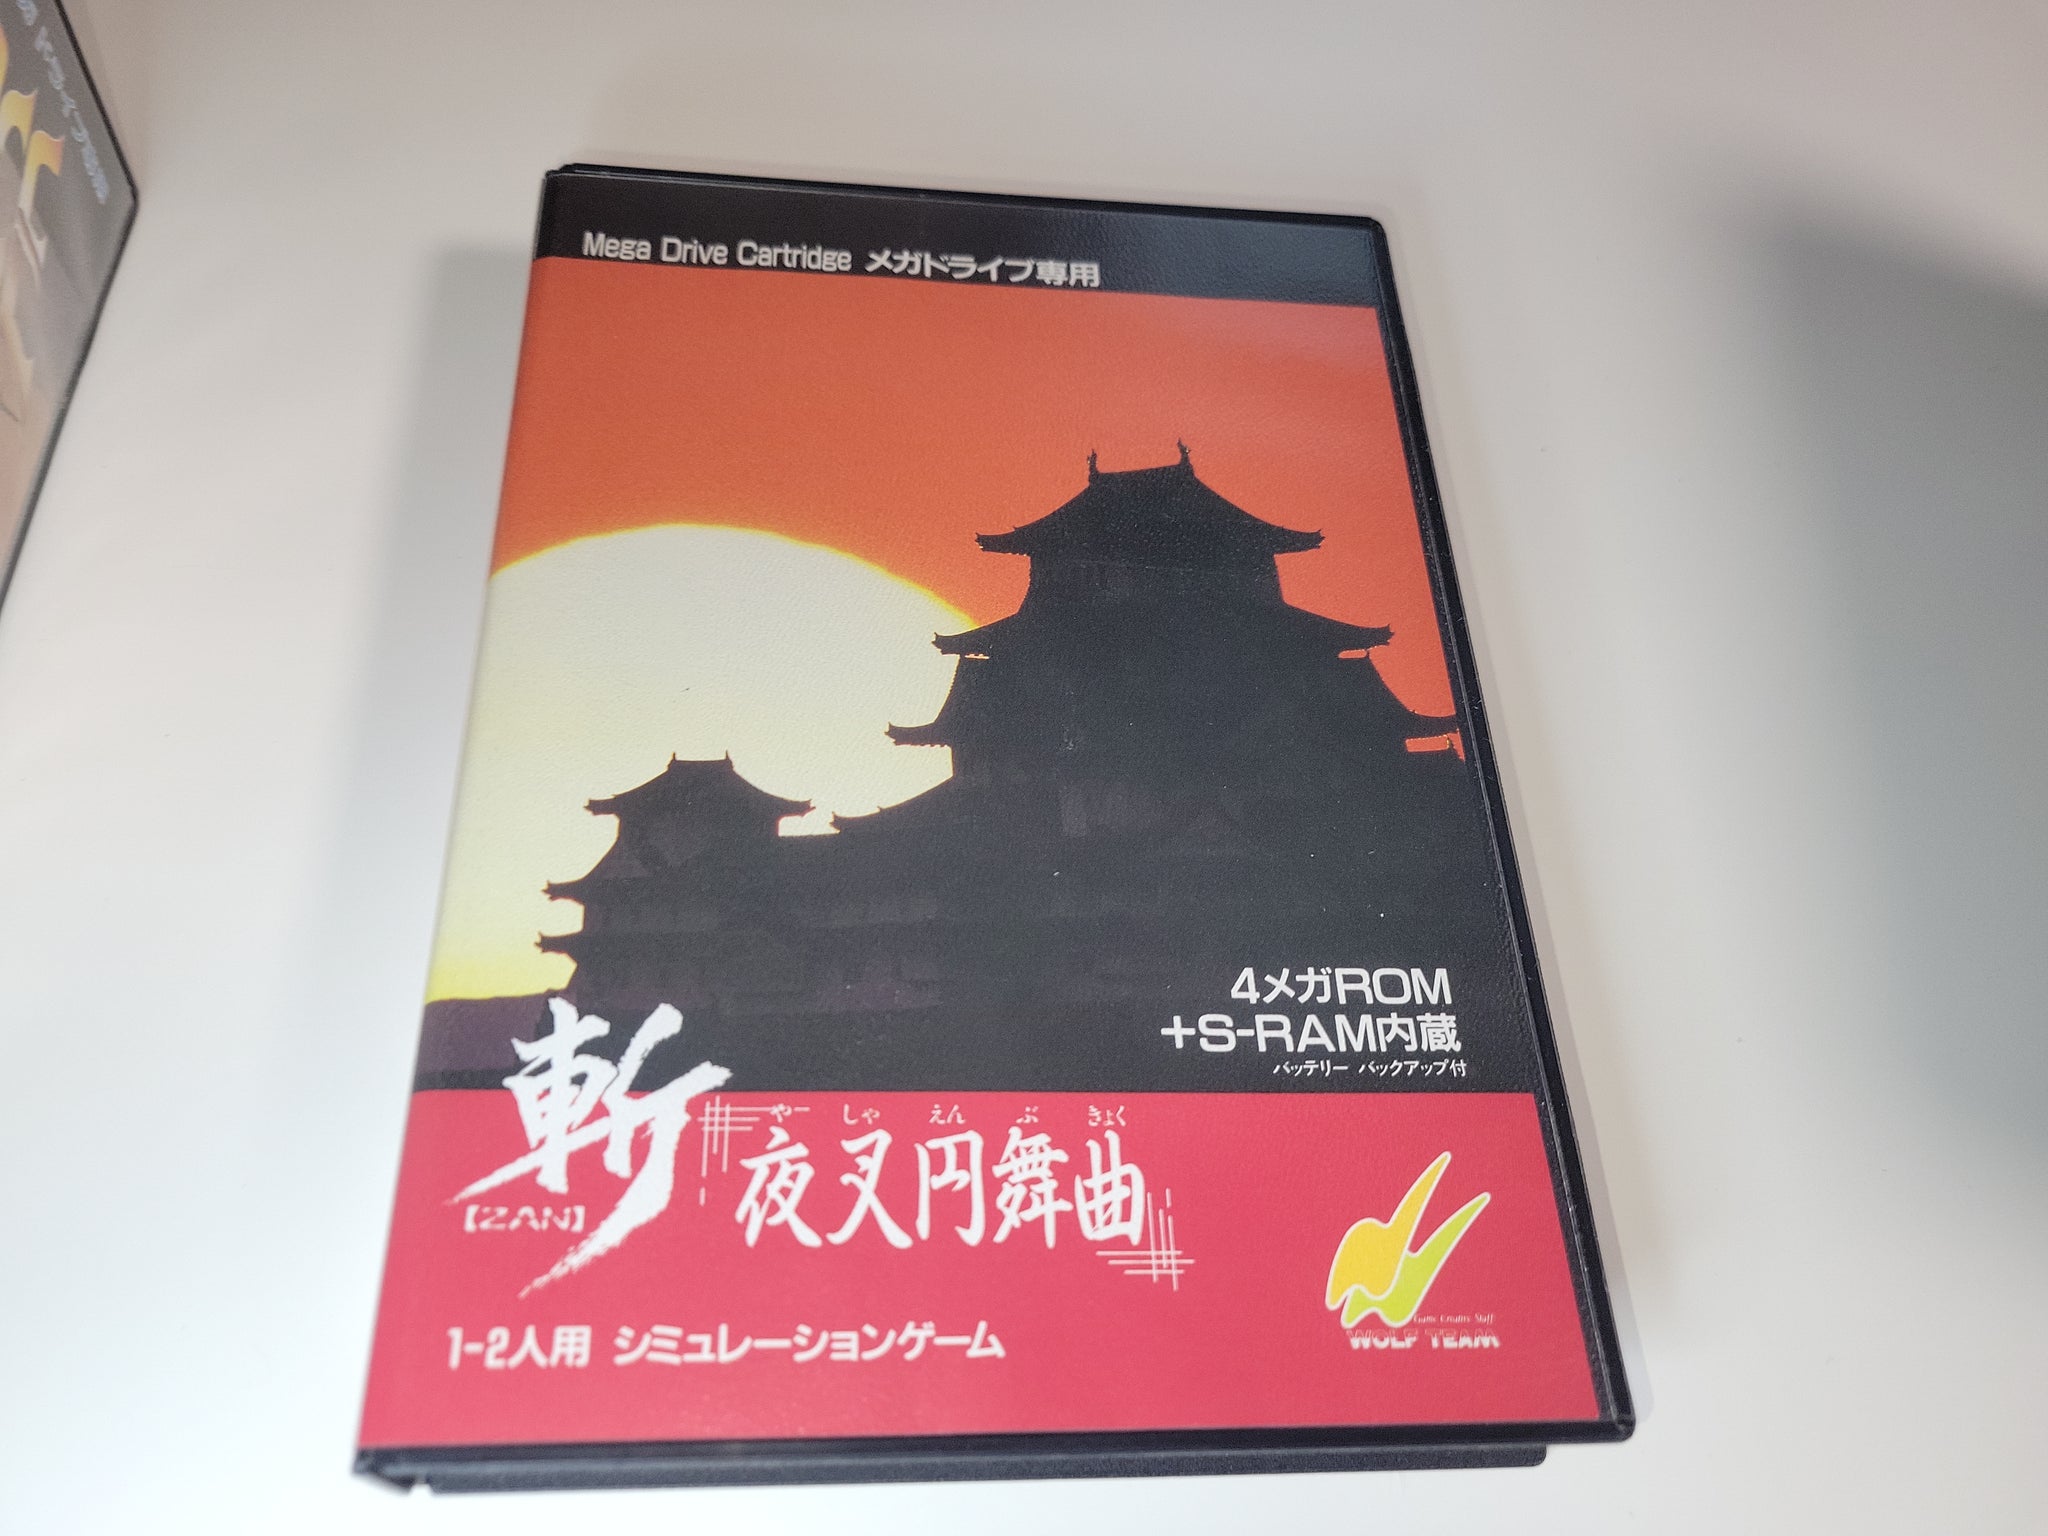 Mega Drive Cartridge メガドライブ専用
4メガROM
+S-RAM内蔵
バッテリー バックアップ付
斬
【ZAN】
やー しゃ えん ぶ きょく
夜叉円舞曲
1-2人用 シミュレーションゲーム
Game Creates Staff
WOLF TEAM